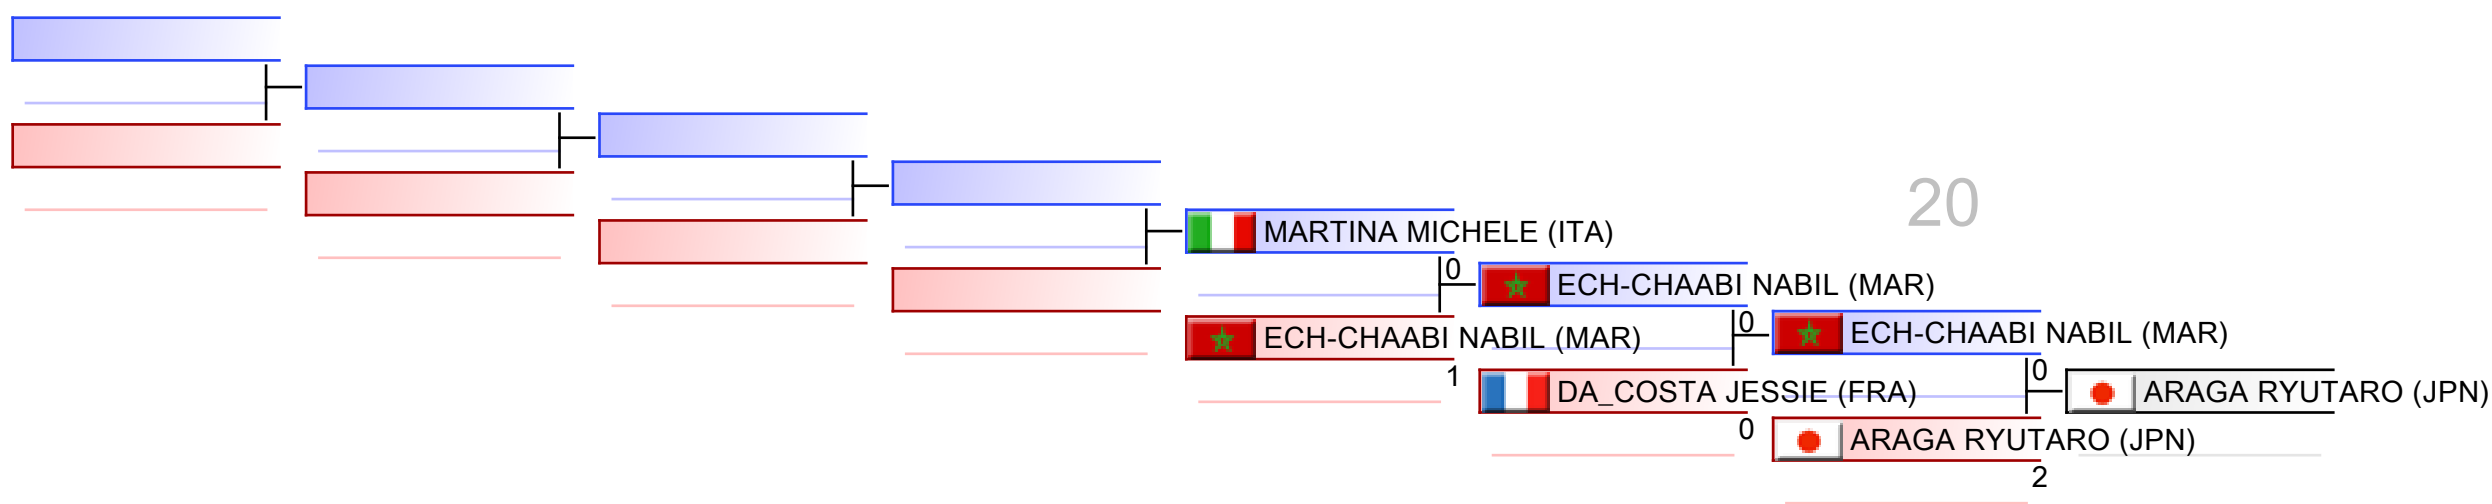 20
MARTINA MICHELE (ITA)
0
ECH-CHAABI NABIL (MAR)
ECH-CHAABI NABIL (MAR)
1
0
ECH-CHAABI NABIL (MAR)
DA_COSTA JESSIE (FRA)
0
0
ARAGA RYUTARO (JPN)
ARAGA RYUTARO (JPN)
2